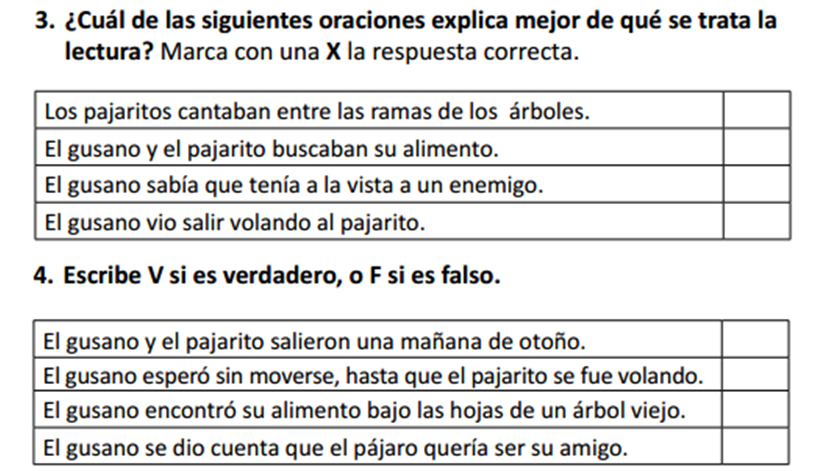 3. ¿Cuál de las siguientes oraciones explica mejor de qué se trata la
lectura? Marca con una X la respuesta correcta.
Los pajaritos cantaban entre las ramas de los árboles.
El gusano y el pajarito buscaban su alimento.
El gusano sabía que tenía a la vista a un enemigo.
El gusano vio salir volando al pajarito.
4. Escribe V si es verdadero, o F si es falso.
El gusano y el pajarito salieron una mañana de otoño.
El gusano esperó sin moverse, hasta que el pajarito se fue volando.
El gusano encontró su alimento bajo las hojas de un árbol viejo.
El gusano se dio cuenta que el pájaro quería ser su amigo.